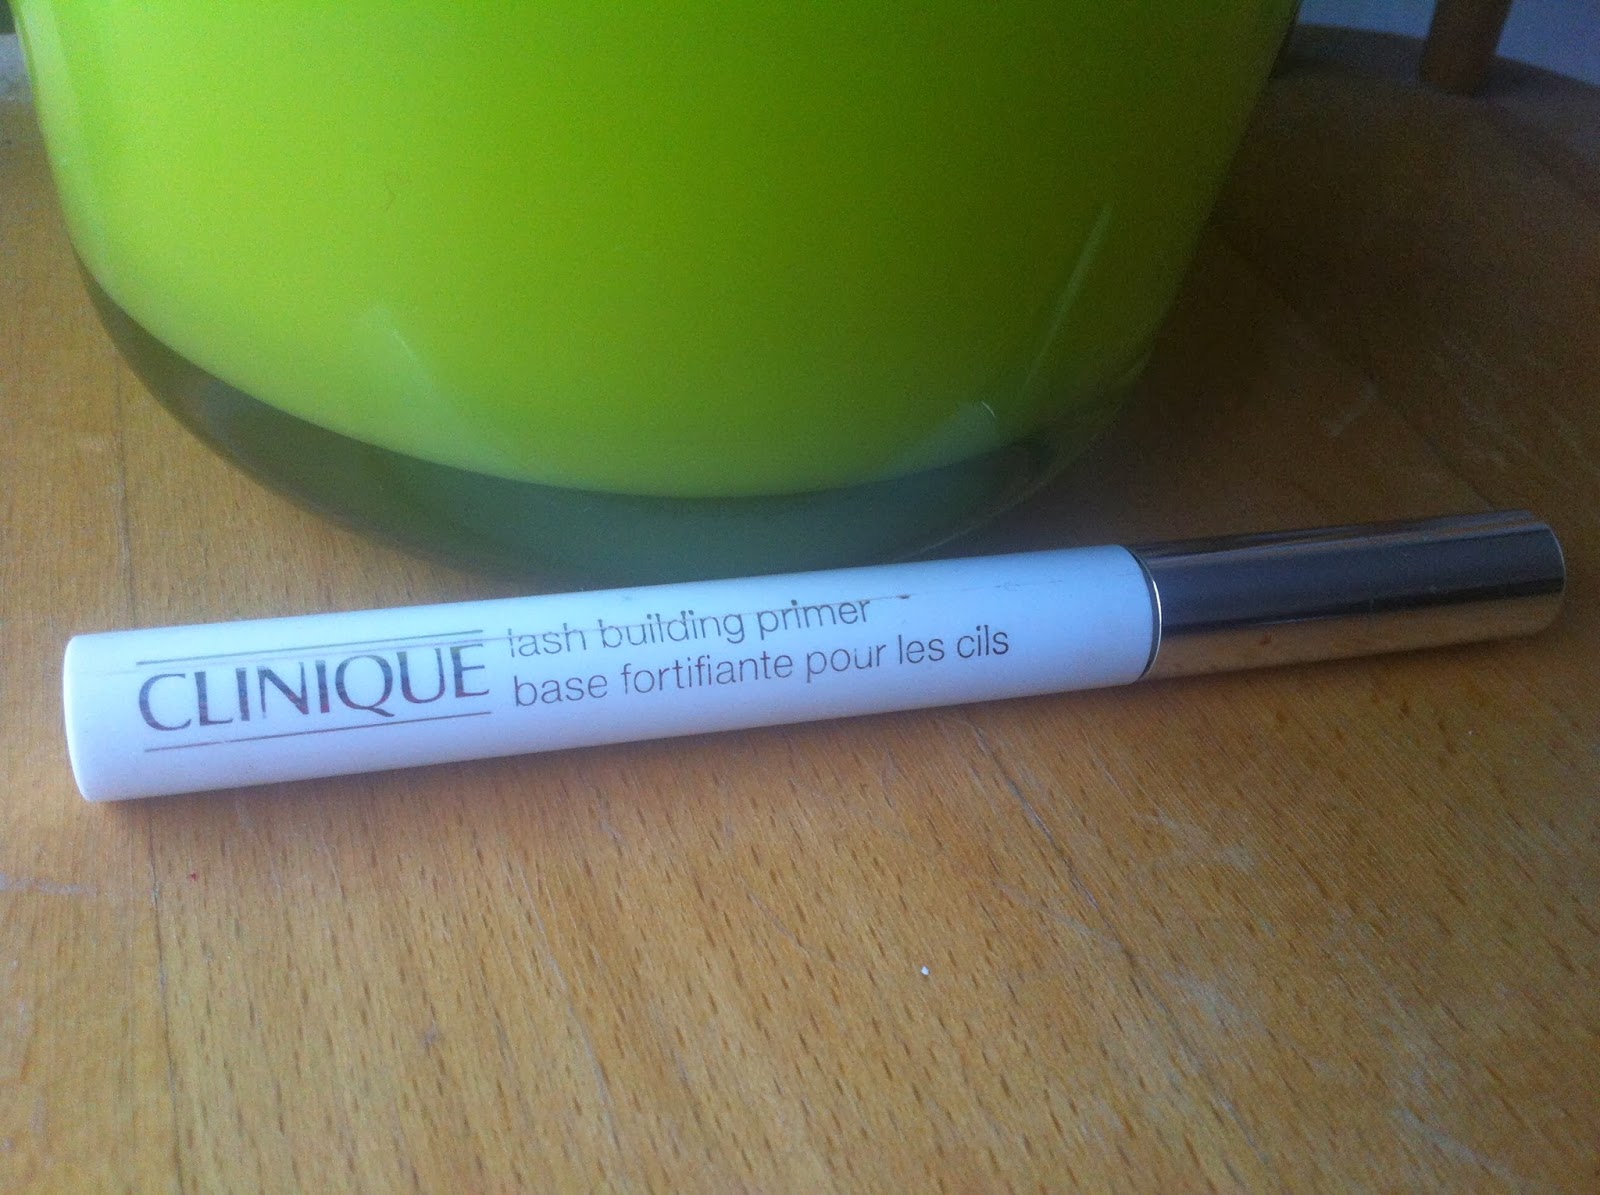 CLINIQUE
lash building primer
base fortifiante pour les cils